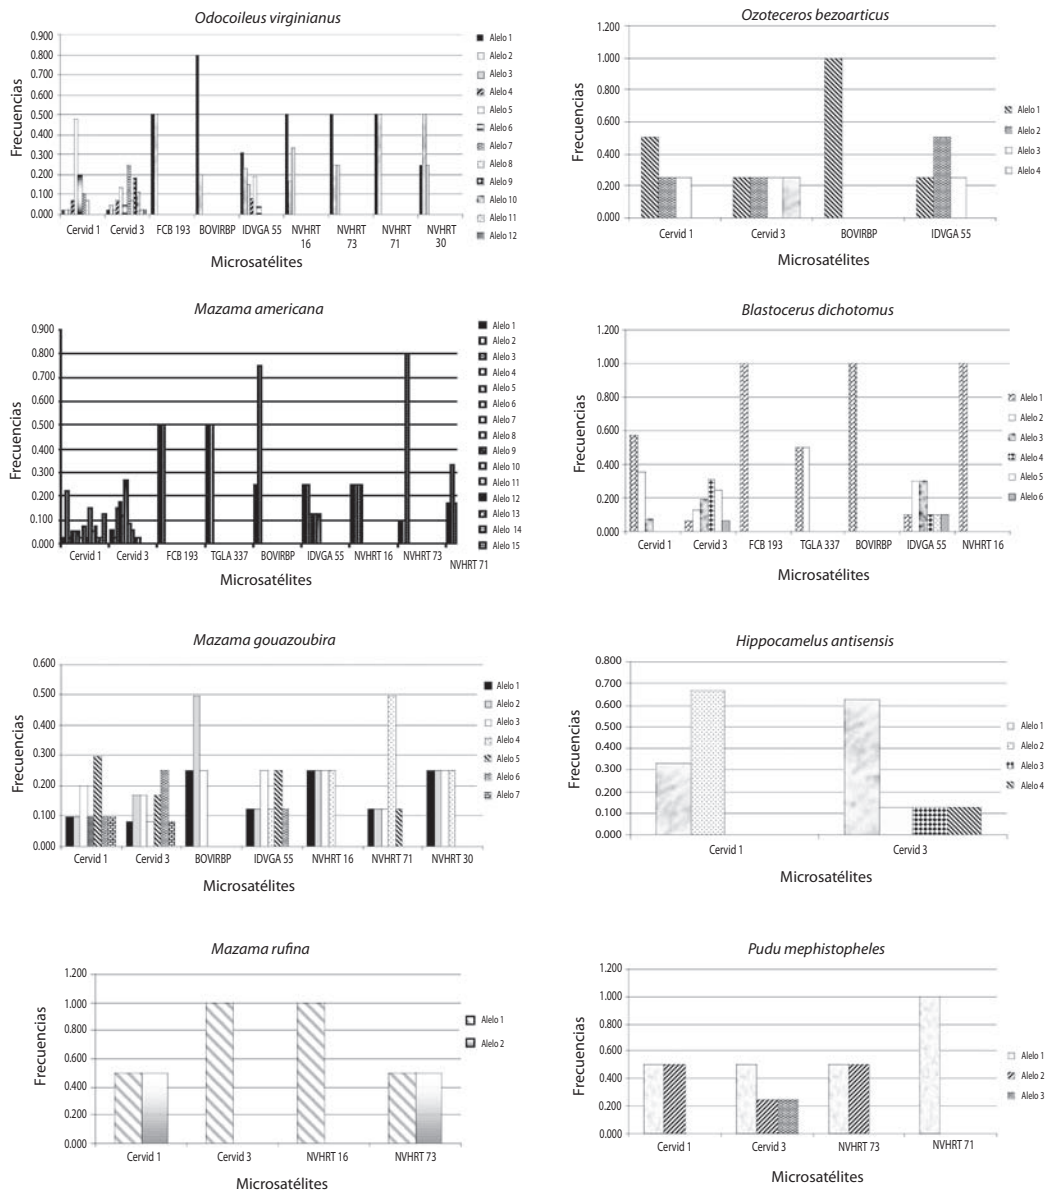 Odocoileus virginianus
Frecuencias
0.900
0.800
0.700
0.600
0.500
0.400
0.300
0.200
0.100
0.000
Cervid 1
Cervid 3
FCB 193
BOVIRBP
IDVGA 55
NVHRT
16
NVHRT
73
NVHRT
71
NVHRT
30
Microsatélites
Alelo 1
Alelo 2
Alelo 3
Alelo 4
Alelo 5
Alelo 6
Alelo 7
Alelo 8
Alelo 9
Alelo 10
Alelo 11
Alelo 12
Ozoteceros bezoarticus
Frecuencias
1.200
1.000
0.800
0.600
0.400
0.200
0.000
Cervid 1
Cervid 3
BOVIRBP
IDVGA 55
Microsatélites
Alelo 1
Alelo 2
Alelo 3
Alelo 4
Mazama americana
Frecuencias
0.900
0.800
0.700
0.600
0.500
0.400
0.300
0.200
0.100
0.000
Cervid 1
Cervid 3
FCB 193
TGLA 337
BOVIRBP
IDVGA 55
NVHRT 16
NVHRT 73
NVHRT 71
Microsatélites
Alelo 1
Alelo 2
Alelo 3
Alelo 4
Alelo 5
Alelo 6
Alelo 7
Alelo 8
Alelo 9
Alelo 10
Alelo 11
Alelo 12
Alelo 13
Alelo 14
Alelo 15
Blastocerus dichotomus
Frecuencias
1.200
1.000
0.800
0.600
0.400
0.200
0.000
Cervid 1
Cervid 3
FCB 193
TGLA 337
BOVIRBP
IDVGA 55
NVHRT 16
Microsatélites
Alelo 1
Alelo 2
Alelo 3
Alelo 4
Alelo 5
Alelo 6
Mazama gouazoubira
Frecuencias
0.600
0.500
0.400
0.300
0.200
0.100
0.000
Cervid 1
Cervid 3
BOVIRBP
IDVGA 55
NVHRT 16
NVHRT 71
NVHRT 30
Microsatélites
Alelo 1
Alelo 2
Alelo 3
Alelo 4
Alelo 5
Alelo 6
Alelo 7
Hippocamelus antisensis
Frecuencias
0.800
0.700
0.600
0.500
0.400
0.300
0.100
0.000
Cervid 1
Cervid 3
Microsatélites
Alelo 1
Alelo 2
Alelo 3
Alelo 4
Mazama rufina
Frecuencias
1.200
1.000
0.800
0.600
0.400
0.200
0.000
Cervid 1
Cervid 3
NVHRT 16
NVHRT 73
Microsatélites
Alelo 1
Alelo 2
Pudu mephistopheles
Frecuencias
1.200
1.000
0.800
0.600
0.500
0.200
0.000
Cervid 1
Cervid 3
NVHRT 73
NVHRT 71
Microsatélites
Alelo 1
Alelo 2
Alelo 3